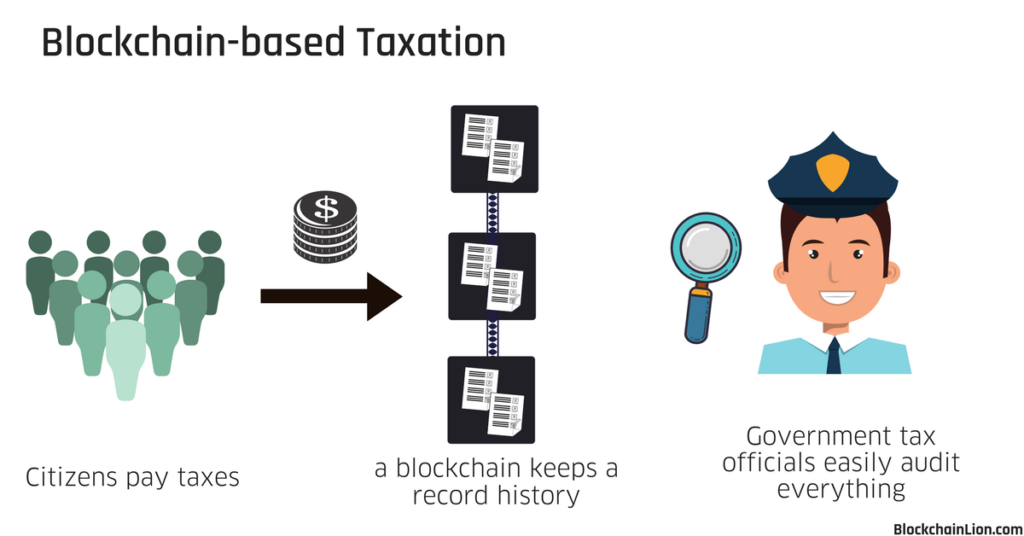 Blockchain-based Taxation
$
Citizens pay taxes
a blockchain keeps a
record history
Government tax
officials easily audit
everything
BlockchainLion.com